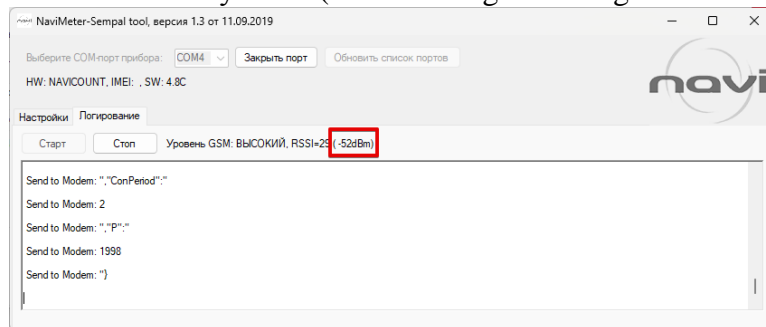 NaviMeter-Sempal tool, версия 1.3 от 11.09.2019
Выберите COM-порт прибора: COM4 Закрыть порт Обновить список портов
HW: NAVICOUNT, IMEI: , SW: 4.8C
navi
Настройки Логирование
Старт Стоп Уровень GSM: ВЫСОКИЙ, RSSI=29 ( -52dBm)
Send to Modem: ","ConPeriod":"
Send to Modem: 2
Send to Modem: ","P":"
Send to Modem: 1998
Send to Modem: "}